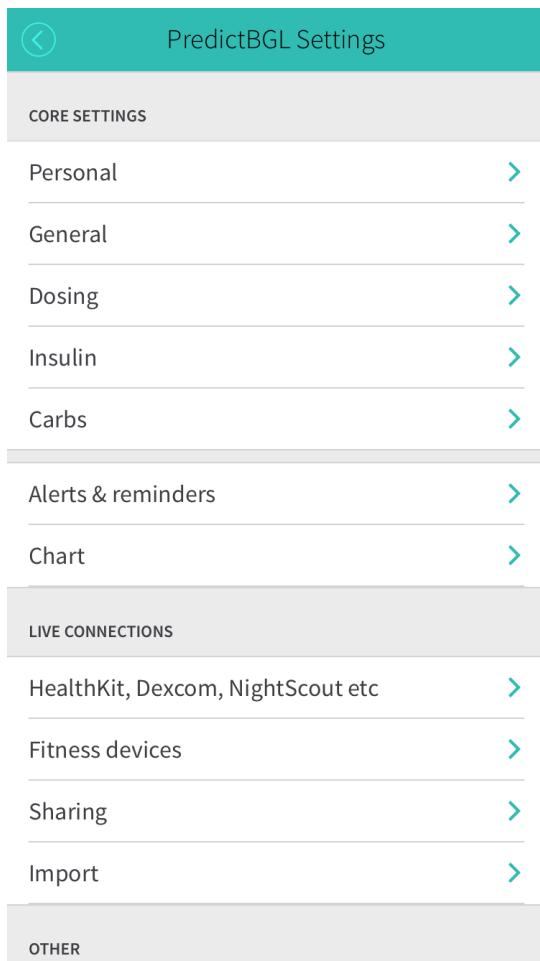 PredictBGL Settings
CORE SETTINGS
Personal
General
Dosing
Insulin
Carbs
Alerts & reminders
Chart
LIVE CONNECTIONS
HealthKit, Dexcom, NightScout etc
Fitness devices
Sharing
Import
OTHER